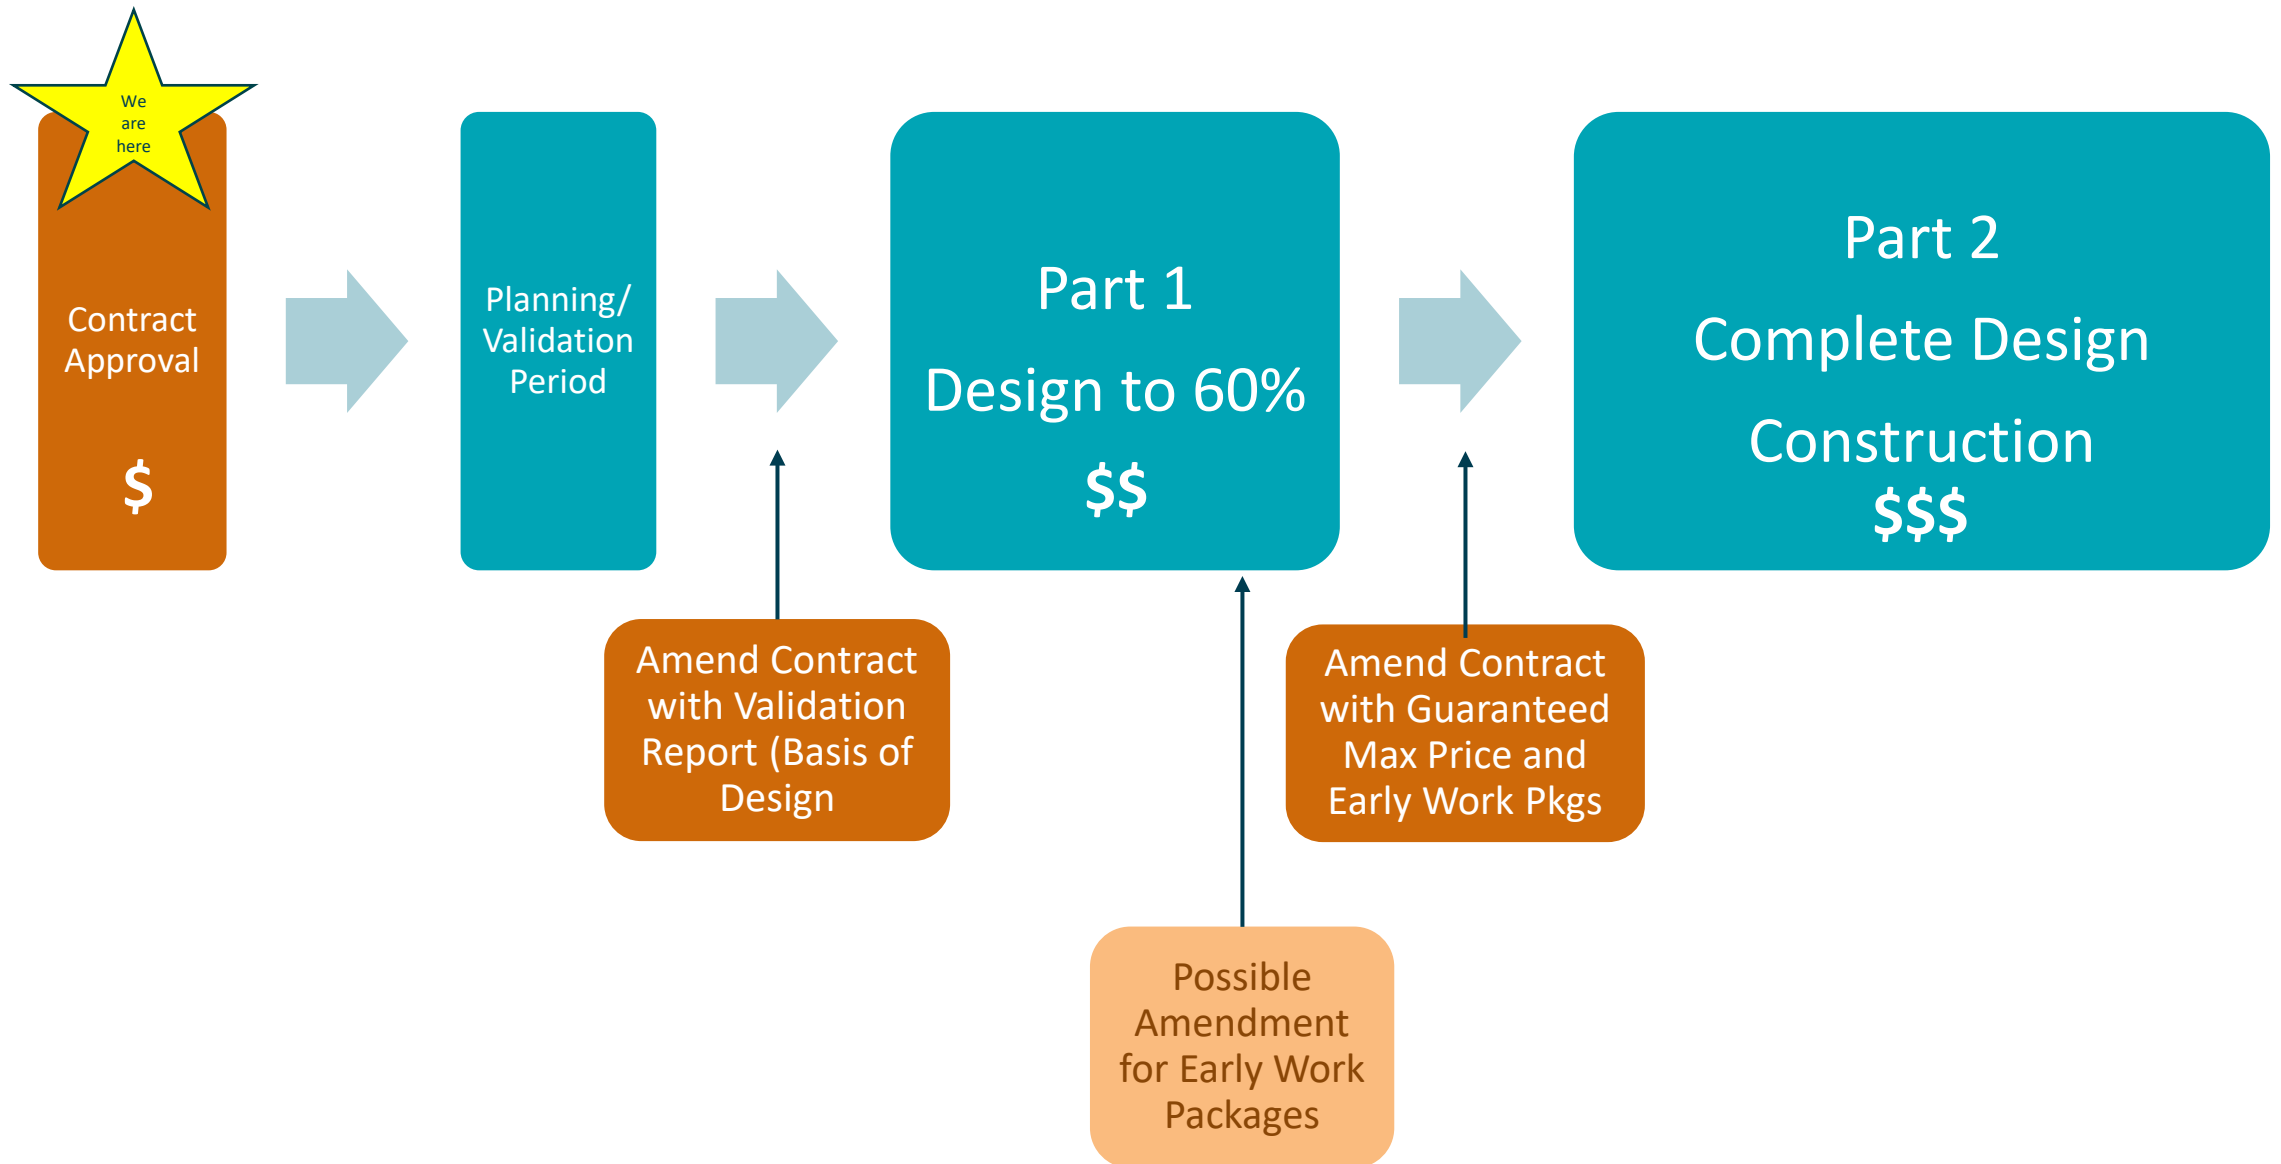 We
are
here
Contract
Approval
$
Planning/
Validation
Period
Part 1
Design to 60%
$$
Part 2
Complete Design
Construction
$$$
Amend Contract
with Validation
Report (Basis of
Design
Amend Contract
with Guaranteed
Max Price and
Early Work Pkgs
Possible
Amendment
for Early Work
Packages